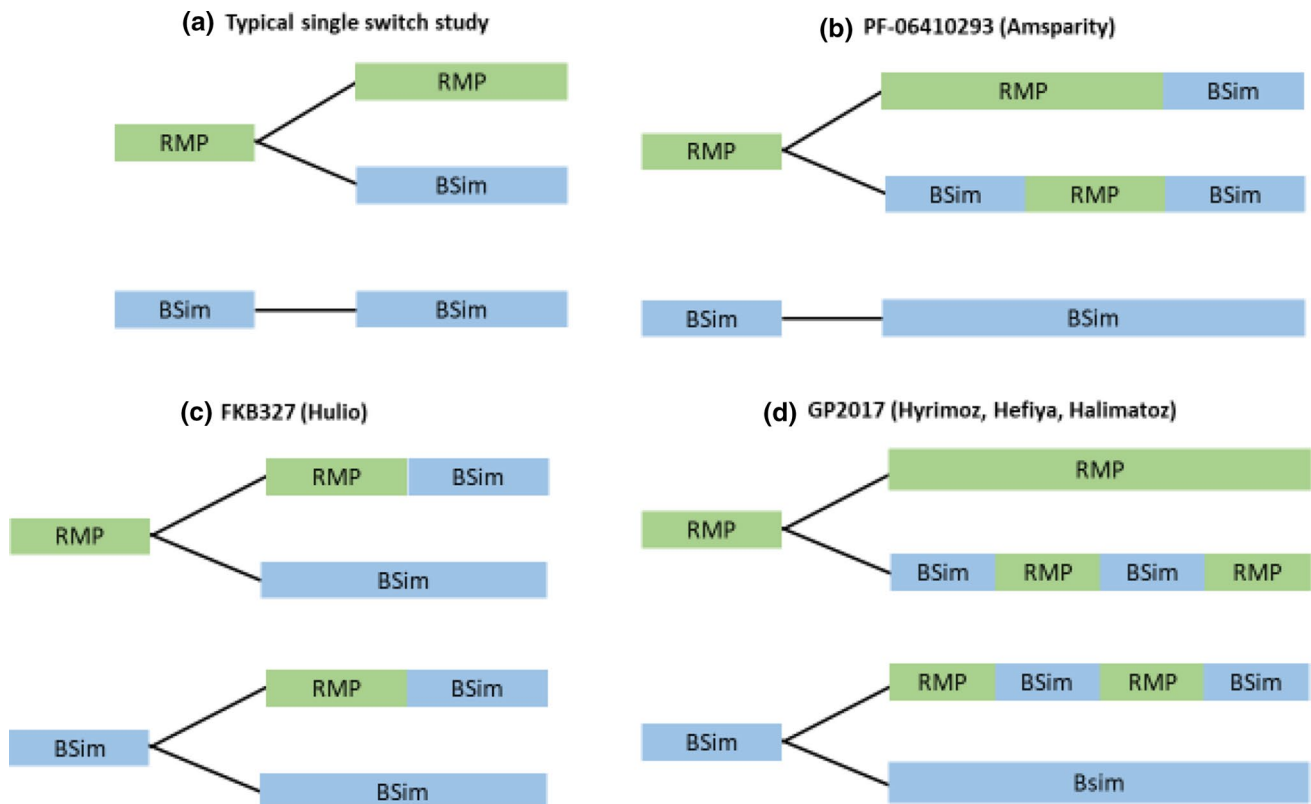 (a) Typical single switch study
RMP
RMP
BSim
BSim
BSim
(b) PF-06410293 (Amsparity)
RMP
BSim
RMP
BSim
RMP
BSim
BSim
BSim
(c) FKB327 (Hulio)
RMP
BSim
RMP
BSim
RMP
BSim
BSim
BSim
(d) GP2017 (Hyrimoz, Hefiya, Halimatoz)
RMP
RMP
BSim
RMP
BSim
RMP
RMP
BSim
RMP
BSim
BSim
Bsim